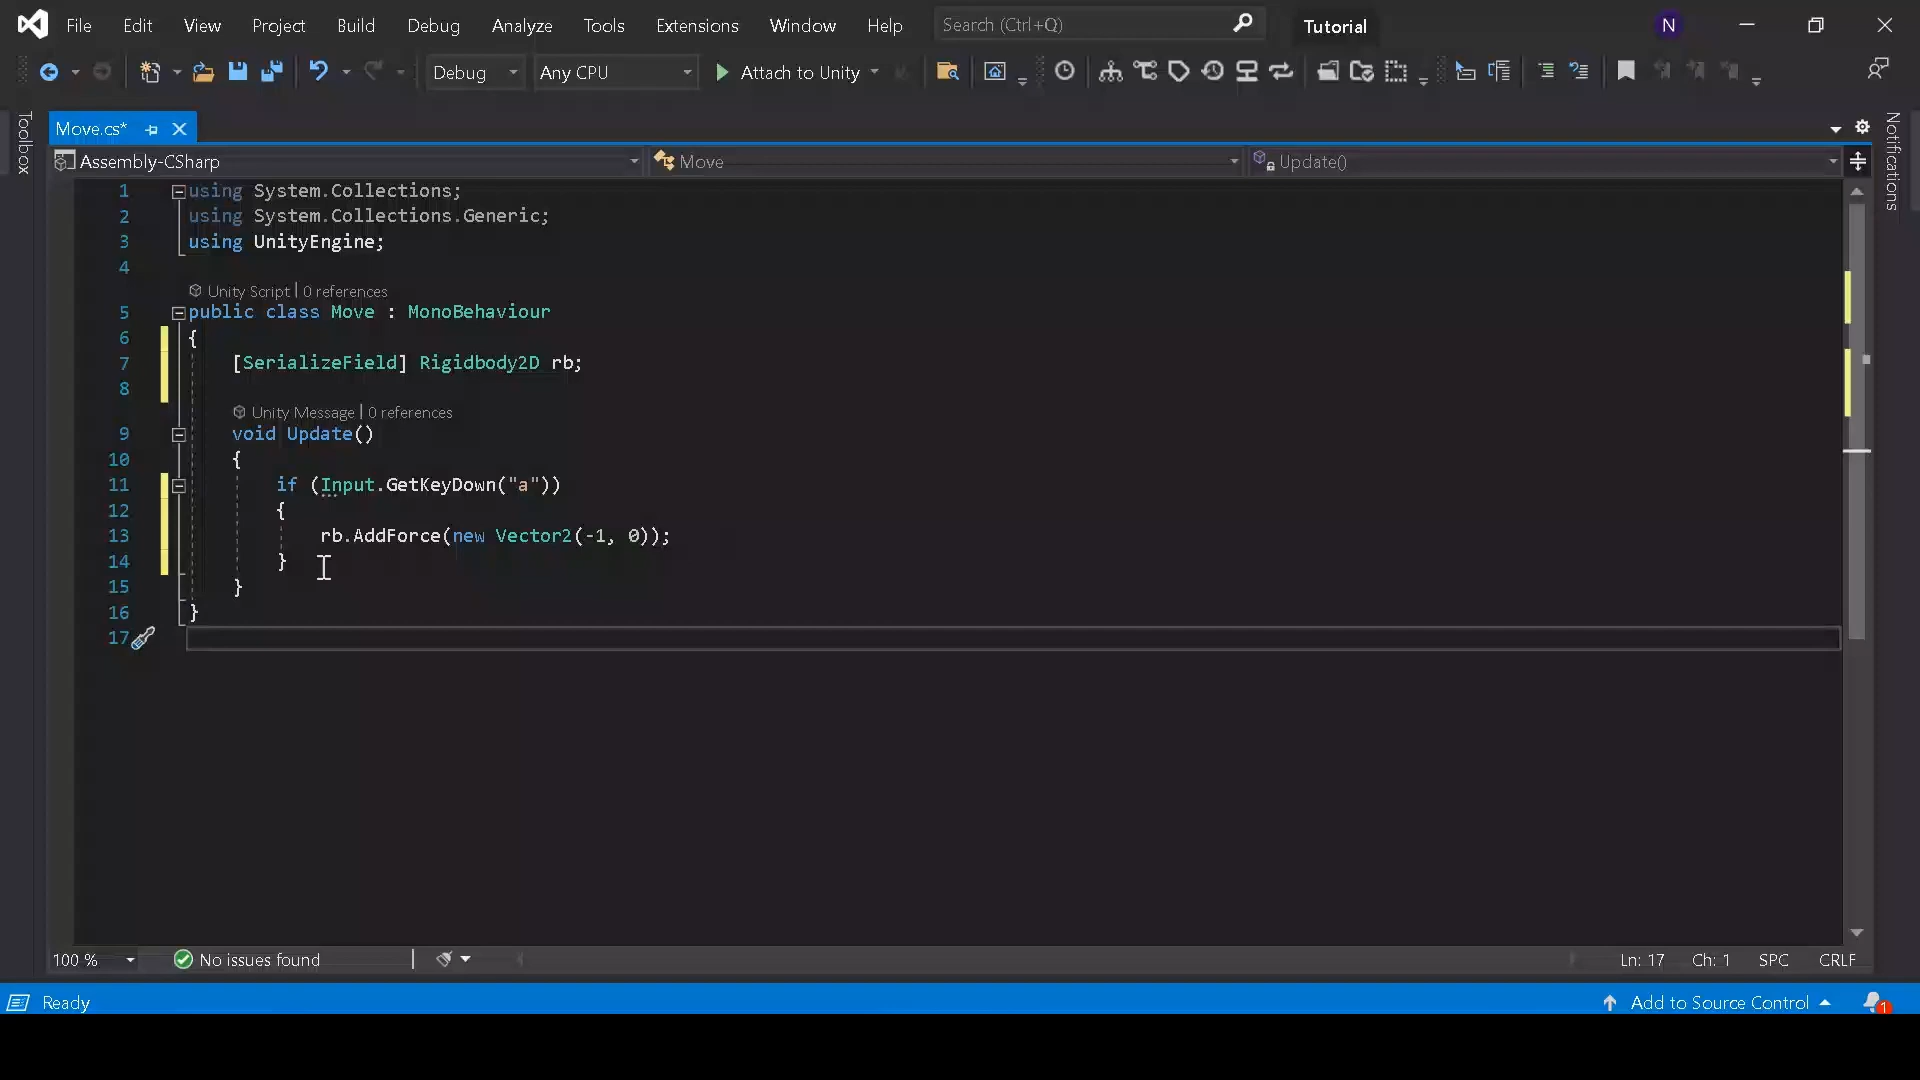 File Edit View Project Build Debug Analyze Tools Extensions Window Help Search (Ctrl+Q) Tutorial N
Debug Any CPU Attach to Unity
Toolbox
Move.cs*
Notifications
Assembly-CSharp Move Update()
1 using System.Collections;
2 using System.Collections.Generic;
3 using UnityEngine;
4
Unity Script | 0 references
5 public class Move : MonoBehaviour
6 {
7 [SerializeField] Rigidbody2D rb;
8
Unity Message | 0 references
9 void Update()
10 {
11 if (Input.GetKeyDown("a"))
12 {
13 rb.AddForce(new Vector2(-1, 0));
14 }
15 }
16 }
17
100 % No issues found Ln: 17 Ch: 1 SPC CRLF
Ready Add to Source Control 1